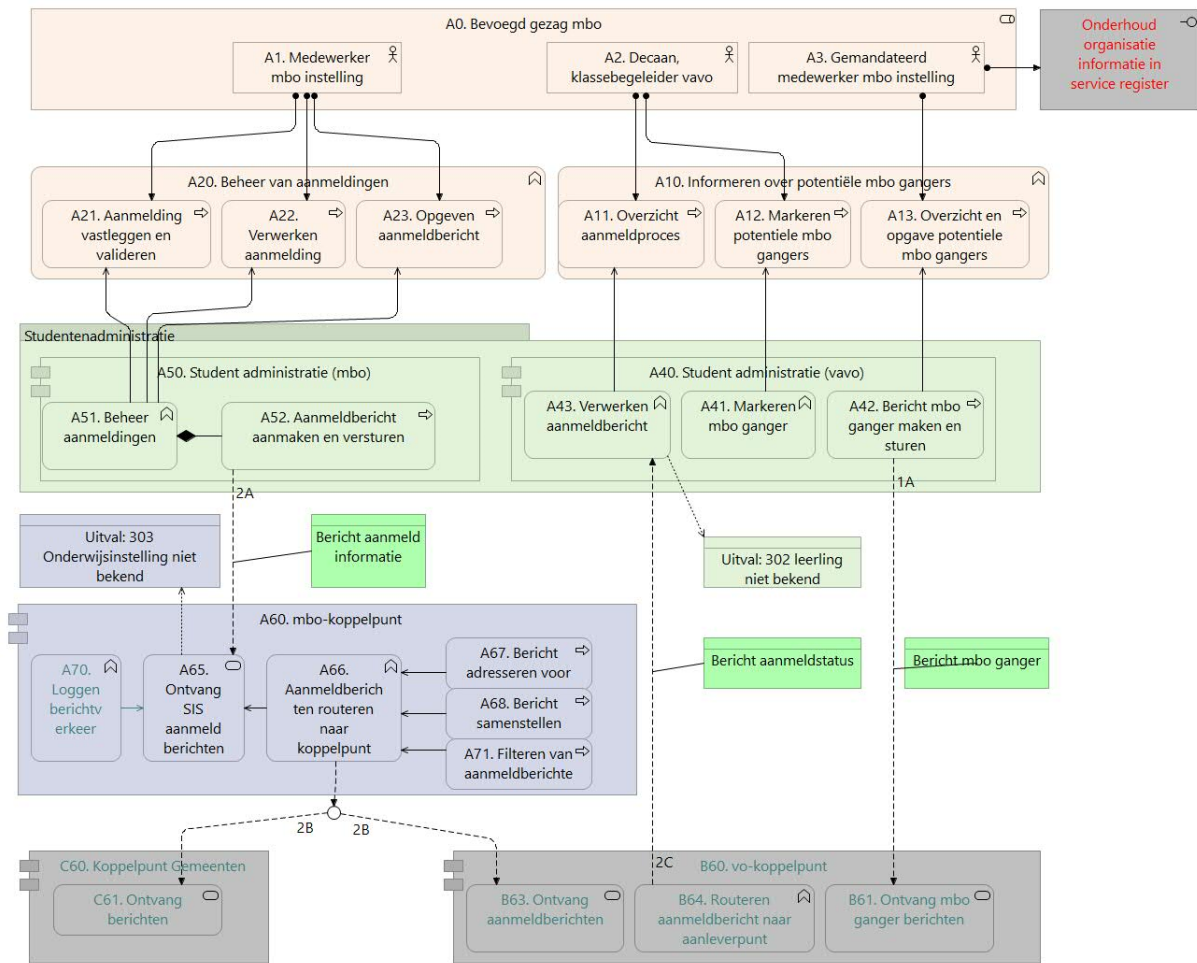 A0. Bevoegd gezag mbo
A1. Medewerker
mbo instelling
A2. Decaan,
klassebegeleider vavo
A3. Gemandateerd
medewerker mbo instelling
Onderhoud
organisatie
informatie in
service register
A20. Beheer van aanmeldingen
A21. Aanmelding
vastleggen en
valideren
A22.
Verwerken
aanmelding
A23. Opgeven
aanmeldbericht
A10. Informeren over potentiële mbo gangers
A11. Overzicht
aanmeldproces
A12. Markeren
potentiele mbo
gangers
A13. Overzicht en
opgave potentiele
mbo gangers
Studentenadministratie
A50. Student administratie (mbo)
A51. Beheer
aanmeldingen
A52. Aanmeldbericht
aanmaken en versturen
A40. Student administratie (vavo)
A43. Verwerken
aanmeldbericht
A41. Markeren
mbo ganger
A42. Bericht mbo
ganger maken en
sturen
2A
1A
Uitval: 303
Onderwijsinstelling niet
bekend
Bericht aanmeld
informatie
Uitval: 302 leerling
niet bekend
A60. mbo-koppelpunt
A70.
Loggen
berichtv
erkeer
A65.
Ontvang
SIS
aanmeld
berichten
A66.
Aanmeldberich
ten routeren
naar
koppelpunt
A67. Bericht
adresseren voor
A68. Bericht
samenstellen
A71. Filteren van
aanmeldberichte
Bericht aanmeldstatus
Bericht mbo ganger
2B
2B
2C
C60. Koppelpunt Gemeenten
C61. Ontvang
berichten
B60. vo-koppelpunt
B63. Ontvang
aanmeldberichten
B64. Routeren
aanmeldbericht naar
aanleverpunt
B61. Ontvang mbo
ganger berichten